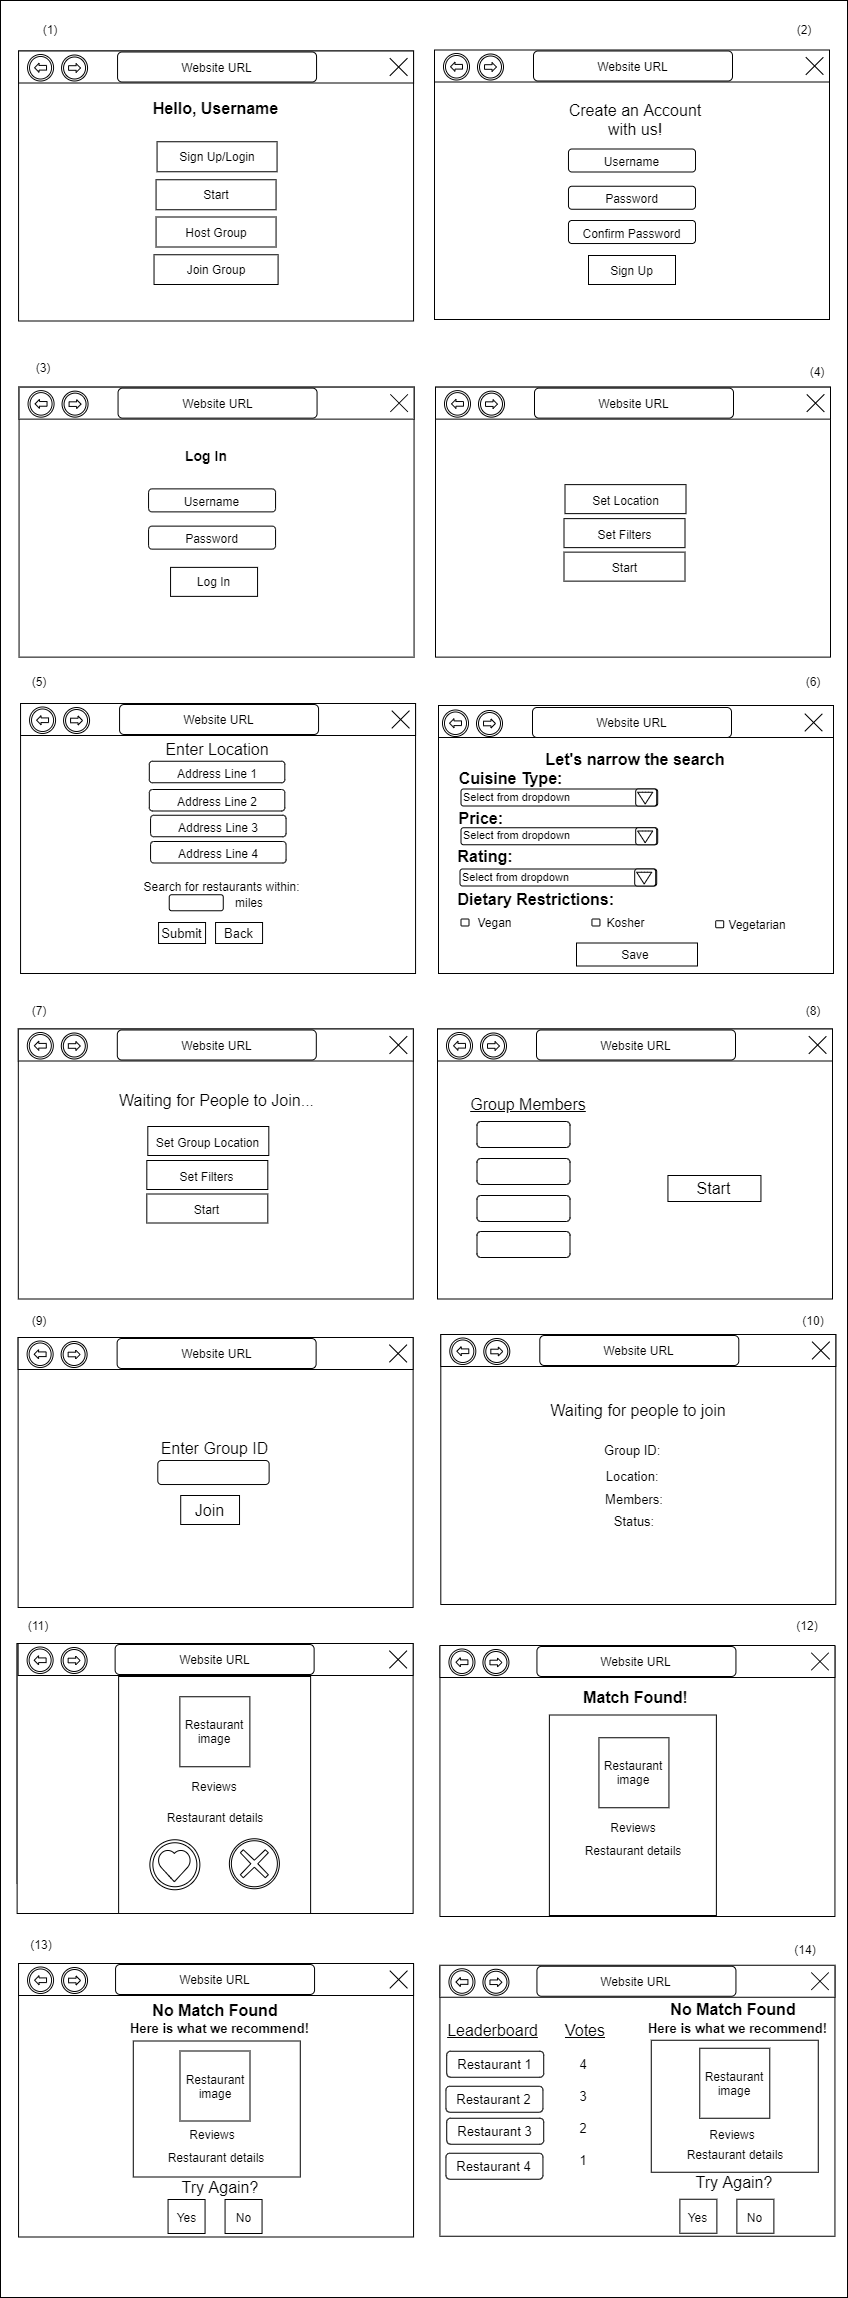 (1)
(2)
Website URL
Hello, Username
Sign Up/Login
Start
Host Group
Join Group
Website URL
Create an Account
with us!
Username
Password
Confirm Password
Sign Up
(3)
(4)
Website URL
Log In
Username
Password
Log In
Website URL
Set Location
Set Filters
Start
(5)
(6)
Website URL
Enter Location
Address Line 1
Address Line 2
Address Line 3
Address Line 4
Search for restaurants within:
miles
Submit Back
Website URL
Let's narrow the search
Cuisine Type:
Select from dropdown
Price:
Select from dropdown
Rating:
Select from dropdown
Dietary Restrictions:
Vegan Kosher Vegetarian
Save
(7)
(8)
Website URL
Waiting for People to Join...
Set Group Location
Set Filters
Start
Website URL
Group Members
Start
(9)
(10)
Website URL
Enter Group ID
Join
Website URL
Waiting for people to join
Group ID:
Location:
Members:
Status:
(11)
(12)
Website URL
Restaurant
image
Reviews
Restaurant details
Website URL
Match Found!
Restaurant
image
Reviews
Restaurant details
(13)
(14)
Website URL
No Match Found
Here is what we recommend!
Restaurant
image
Reviews
Restaurant details
Try Again?
Yes No
Website URL
Leaderboard Votes
Restaurant 1 4
Restaurant 2 3
Restaurant 3 2
Restaurant 4 1
No Match Found
Here is what we recommend!
Restaurant
image
Reviews
Restaurant details
Try Again?
Yes No